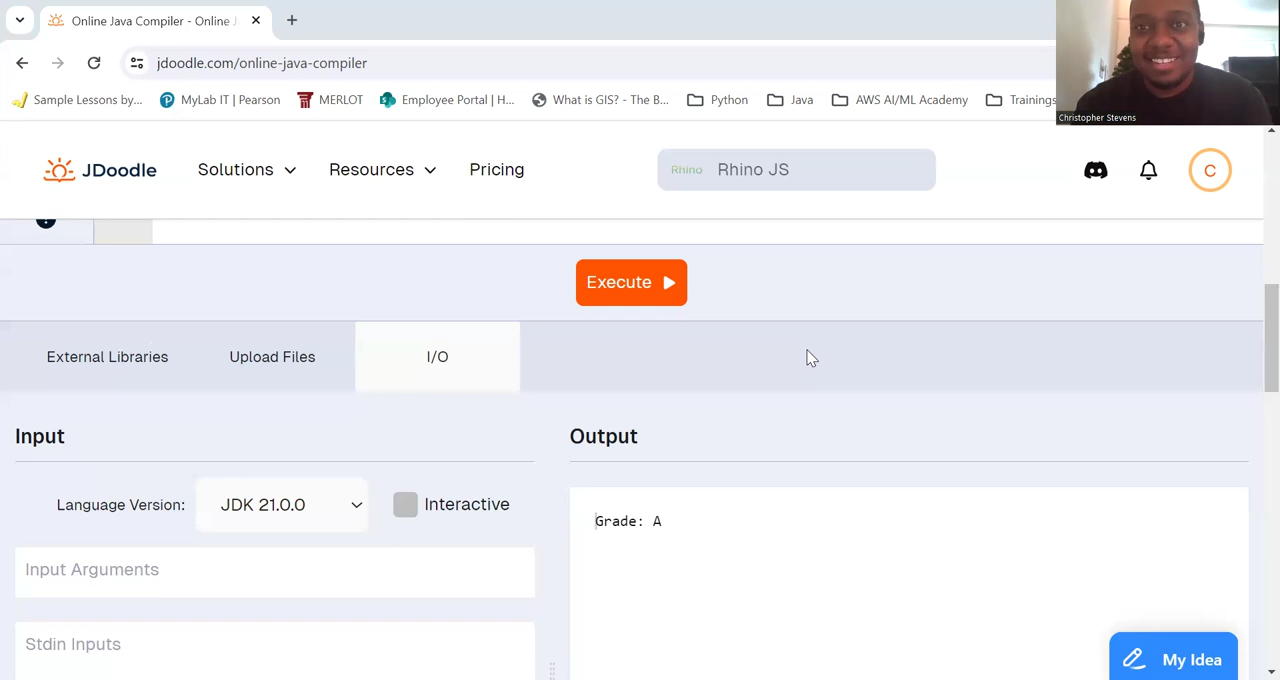 Online Java Compiler - Online J
jdoodle.com/online-java-compiler
Sample Lessons by... MyLab IT | Pearson MERLOT Employee Portal | H... What is GIS? - The B... Python Java AWS AI/ML Academy Trainings
Christopher Stevens
JDoodle Solutions Resources Pricing Rhino Rhino JS C
Execute
External Libraries Upload Files I/O
Input Output
Language Version: JDK 21.0.0 Interactive
Grade: A
Input Arguments
Stdin Inputs
My Idea